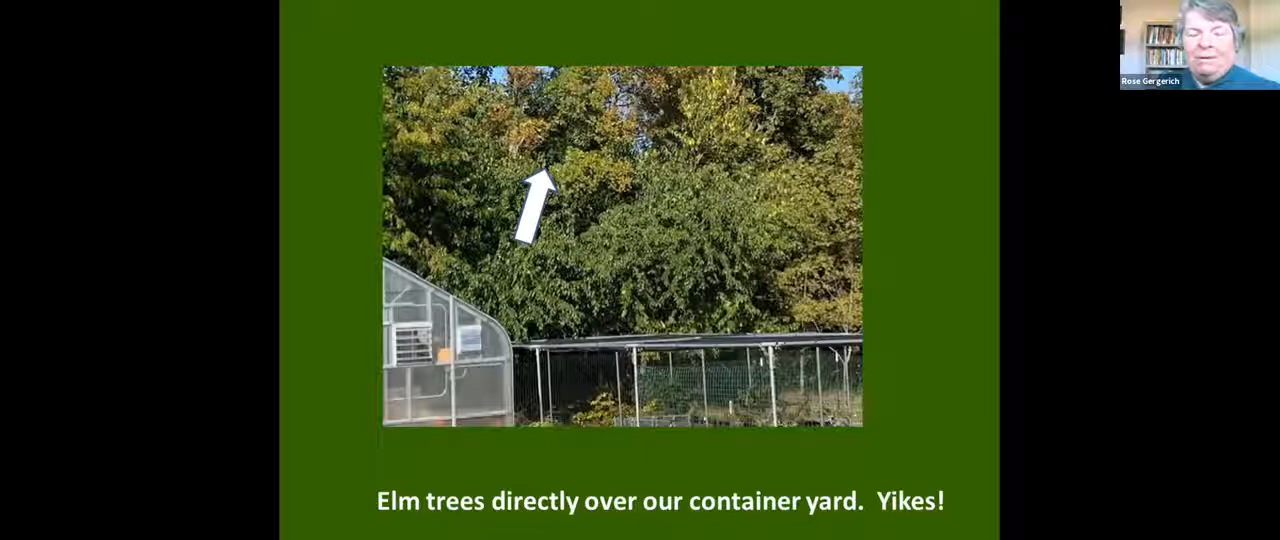 Rose Gergerich
Elm trees directly over our container yard.  Yikes!